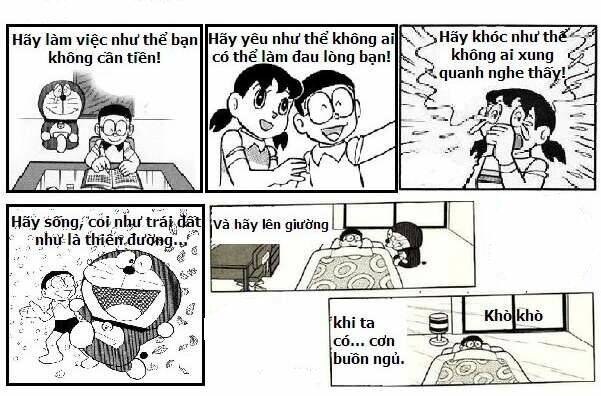 Hãy làm việc như thể bạn
không cần tiền!
Hãy yêu như thể không ai
có thể làm đau lòng bạn!
Hãy khóc như thể
không ai xung
quanh nghe thấy!
Hãy sống, coi như trái đất
như là thiên đường...
Và hãy lên giường
khi ta
có... cơn
buồn ngủ.
Khò khò